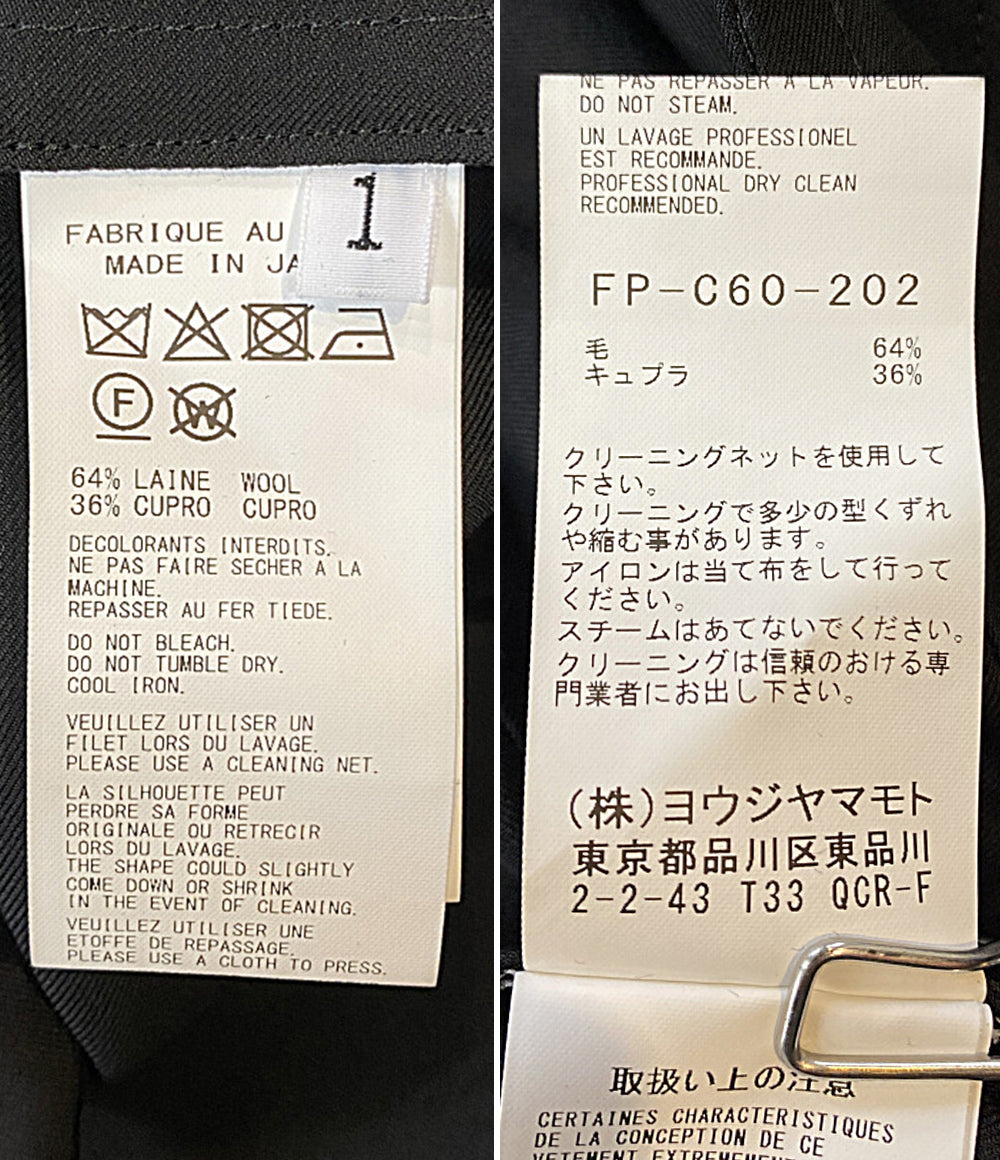 1
FABRIQUE AU
MADE IN JA
F
W
64% LAINE WOOL
36% CUPRO CUPRO
DECOLORANTS INTERDITS.
NE PAS FAIRE SECHER A LA
MACHINE.
REPASSER AU FER TIEDE.
DO NOT BLEACH.
DO NOT TUMBLE DRY.
COOL IRON.
VEUILLEZ UTILISER UN
FILET LORS DU LAVAGE.
PLEASE USE A CLEANING NET.
LA SILHOUETTE PEUT
PERDRE SA FORME
ORIGINALE OU RETRECIR
LORS DU LAVAGE.
THE SHAPE COULD SLIGHTLY
COME DOWN OR SHRINK
IN THE EVENT OF CLEANING.
VEUILLEZ UTILISER UNE
ETOFFE DE REPASSAGE.
PLEASE USE A CLOTH TO PRESS.
NE PAS REPASSER A LA VAPEUR.
DO NOT STEAM.
UN LAVAGE PROFESSIONEL
EST RECOMMANDE.
PROFESSIONAL DRY CLEAN
RECOMMENDED.
FP-C60-202
毛 64%
キュプラ 36%
クリーニングネットを使用して
下さい。
クリーニングで多少の型くずれ
や縮む事があります。
アイロンは当て布をして行って
ください。
スチームはあてないでください。
クリーニングは信頼のおける専
門業者にお出し下さい。
(株)ヨウジヤマモト
東京都品川区東品川
2-2-43 T33 QCR-F
取扱い上の注意
CERTAINES CHARACTERISTIQUES
DE LA CONCEPTION DE CE
VETEMENT EXTREMEMENT